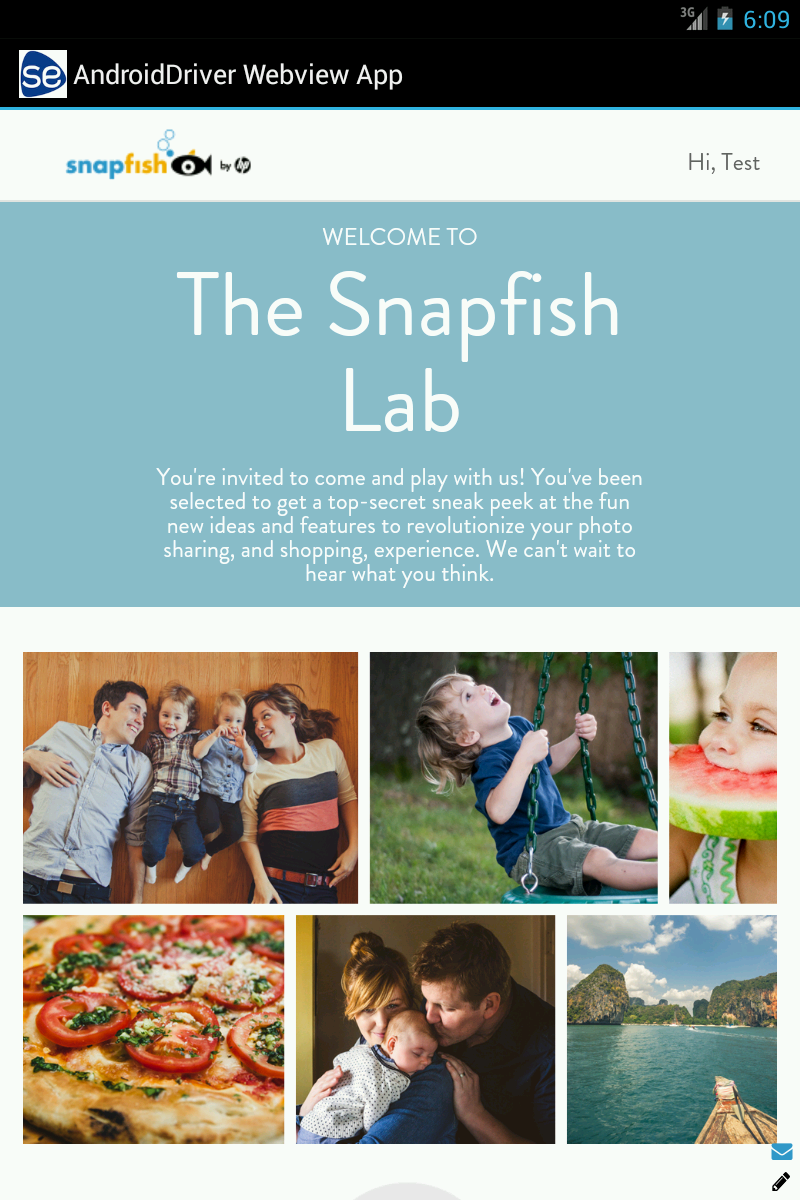 3G 6:09
se AndroidDriver Webview App
snapfish by hp
Hi, Test
WELCOME TO
The Snapfish
Lab
You're invited to come and play with us! You've been
selected to get a top-secret sneak peek at the fun
new ideas and features to revolutionize your photo
sharing, and shopping, experience. We can't wait to
hear what you think.